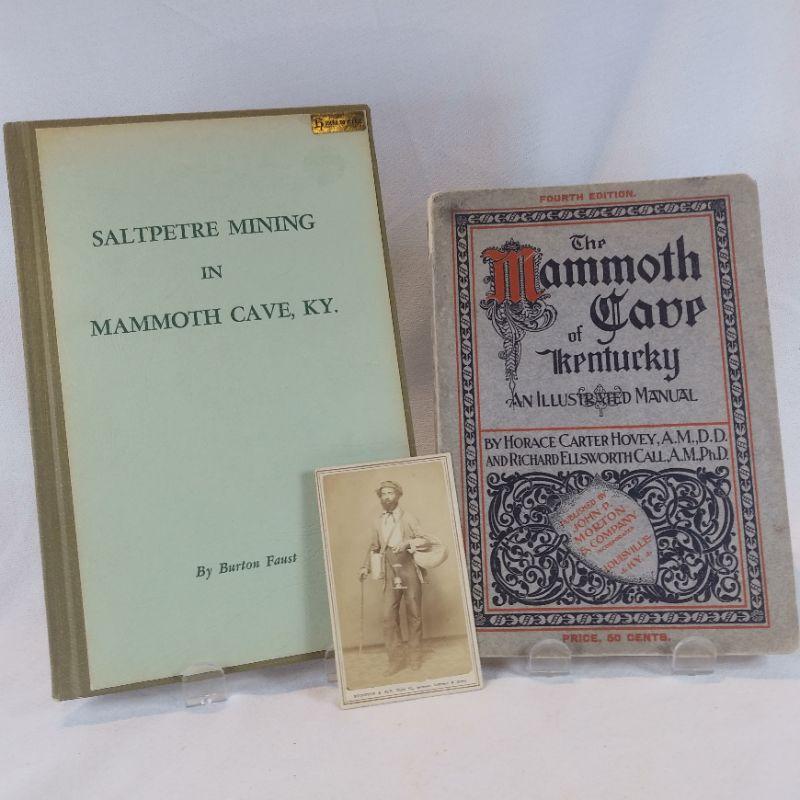 SALTPETRE MINING
IN
MAMMOTH CAVE, KY.
By Burton Faust
FOURTH EDITION.
The
Mammoth
Cave
of
Kentucky
AN ILLUSTRATED MANUAL
BY HORACE CARTER HOVEY, A.M., D.D.
AND RICHARD ELLSWORTH CALL, A.M., Ph.D.
PUBLISHED BY
JOHN P.
MORTON
& COMPANY
LOUISVILLE
KY.
PRICE, 50 CENTS.